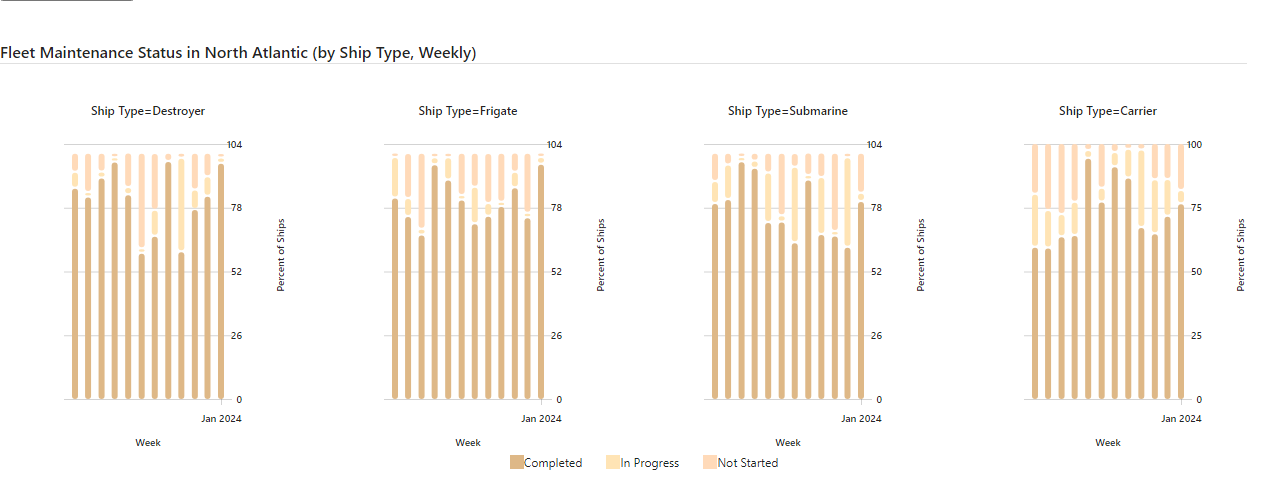 Fleet Maintenance Status in North Atlantic (by Ship Type, Weekly)
Ship Type=Destroyer
104
78
52
26
0
Percent of Ships
Jan 2024
Week
Ship Type=Frigate
104
78
52
26
0
Percent of Ships
Jan 2024
Week
Ship Type=Submarine
104
78
52
26
0
Percent of Ships
Jan 2024
Week
Ship Type=Carrier
100
75
50
25
0
Percent of Ships
Jan 2024
Week
Completed
In Progress
Not Started